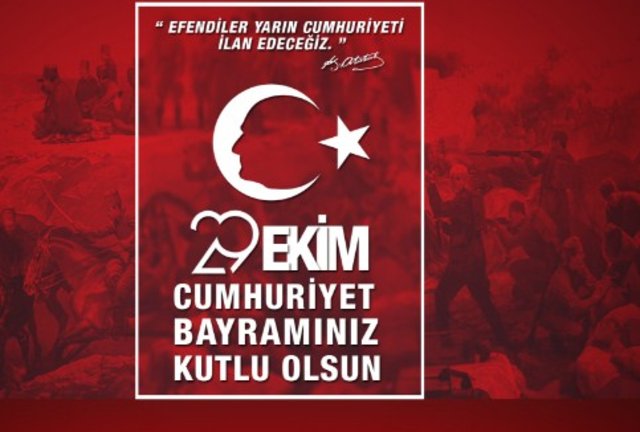 “ EFENDİLER YARIN CUMHURİYETİ
İLAN EDECEĞİZ. ”
29 EKİM
CUMHURİYET
BAYRAMINIZ
KUTLU OLSUN